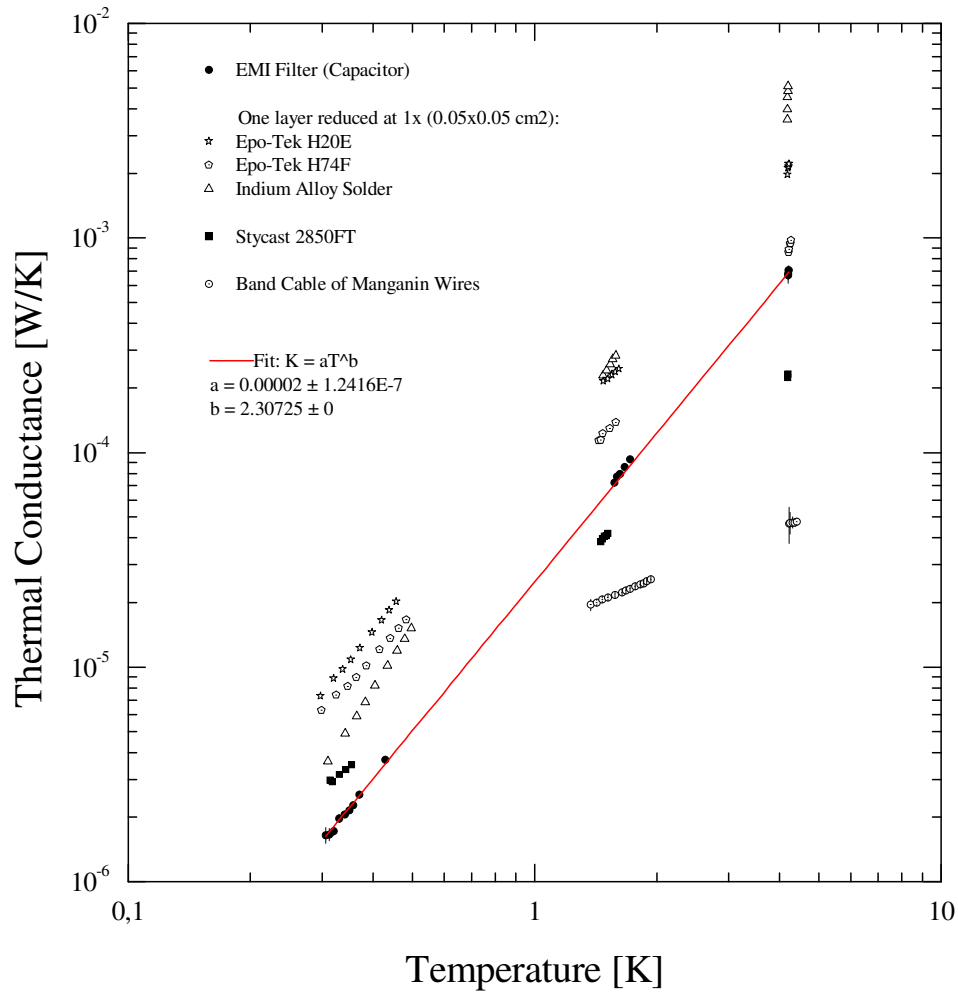 10-2
EMI Filter (Capacitor)
One layer reduced at 1x (0.05x0.05 cm2):
Epo-Tek H20E
Epo-Tek H74F
Indium Alloy Solder
10-3
Stycast 2850FT
Band Cable of Manganin Wires
Fit: K = aT^b
a = 0.00002 ± 1.2416E-7
b = 2.30725 ± 0
10-4
10-5
10-6
Thermal Conductance [W/K]
0,1
1
10
Temperature [K]